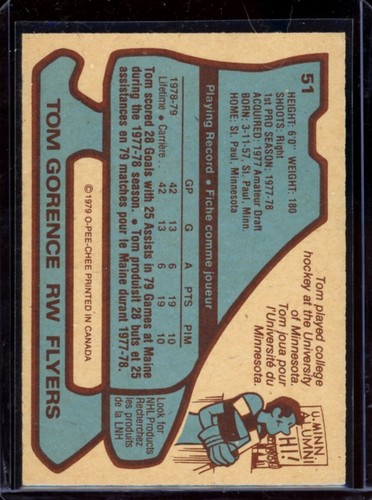 51
HEIGHT: 6'0" WEIGHT: 180
SHOOTS: Right
1st PRO SEASON: 1977-78
ACQUIRED: 1977 Amateur Draft
BORN: 3-11-57, St. Paul, Minn.
HOME: St. Paul, Minnesota
Tom played college
hockey at the University
of Minnesota.
Tom joua pour
l'Université du
Minnesota.
U. MINN.
ALUMNI
HI!
Playing Record • Fiche comme joueur
GP G A PTS PIM
1978-79 42 13 6 19 10
Lifetime • Carrière 42 13 6 19 10
Tom scored 28 Goals with 25 Assists in 79 Games at Maine
during the 1977-78 season. • Tom produisit 28 buts et 25
assistances en 79 matches pour le Maine durant 1977-78.
Look for
NHL Products
Recherchez
les produits
de la LNH
©1979 O-PEE-CHEE PRINTED IN CANADA
TOM GORENCE RW FLYERS